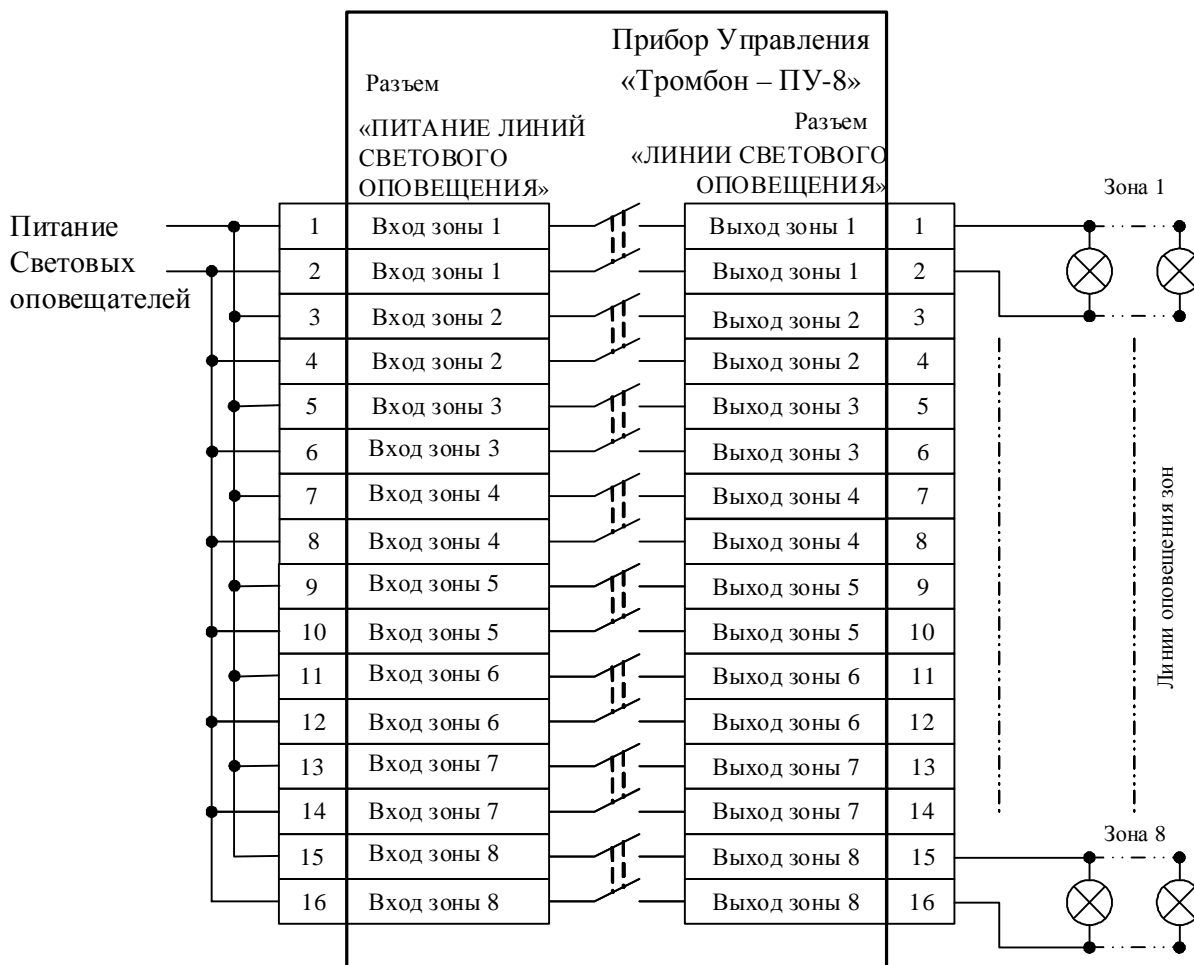 Прибор Управления
«Тромбон – ПУ-8»
Разъем
«ПИТАНИЕ ЛИНИЙ
СВЕТОВОГО
ОПОВЕЩЕНИЯ»
Разъем
«ЛИНИИ СВЕТОВОГО
ОПОВЕЩЕНИЯ»
Питание
Световых
оповещателей
1 Вход зоны 1 Выход зоны 1 1
2 Вход зоны 1 Выход зоны 1 2
3 Вход зоны 2 Выход зоны 2 3
4 Вход зоны 2 Выход зоны 2 4
5 Вход зоны 3 Выход зоны 3 5
6 Вход зоны 3 Выход зоны 3 6
7 Вход зоны 4 Выход зоны 4 7
8 Вход зоны 4 Выход зоны 4 8
9 Вход зоны 5 Выход зоны 5 9
10 Вход зоны 5 Выход зоны 5 10
11 Вход зоны 6 Выход зоны 6 11
12 Вход зоны 6 Выход зоны 6 12
13 Вход зоны 7 Выход зоны 7 13
14 Вход зоны 7 Выход зоны 7 14
15 Вход зоны 8 Выход зоны 8 15
16 Вход зоны 8 Выход зоны 8 16
Зона 1
Линии оповещения зон
Зона 8